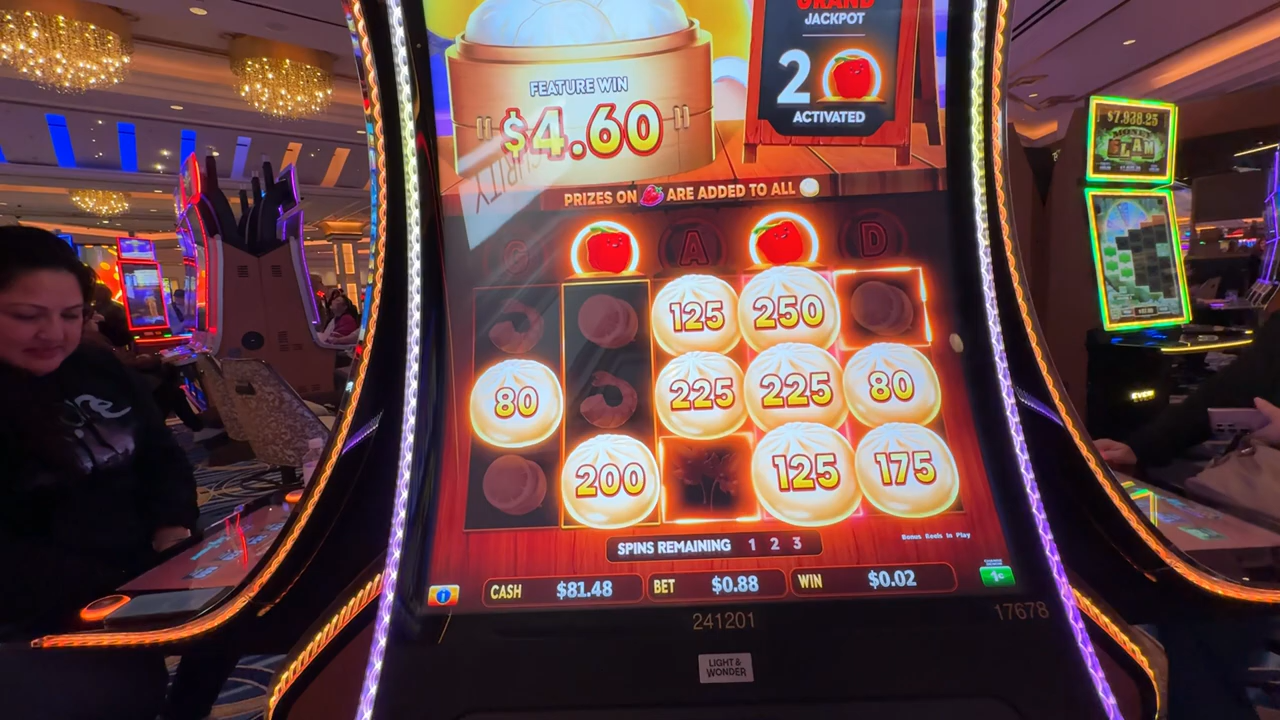 GRAND
JACKPOT
2
ACTIVATED
FEATURE WIN
$4.60
PRIZES ON ARE ADDED TO ALL
G A D
125 250
80 225 225 80
200 125 175
SPINS REMAINING 1 2 3
Bonus Reels In Play
CASH $81.48 BET $0.88 WIN $0.02
1¢
241201
17678
LIGHT &
WONDER
$7,938.25
MONEY